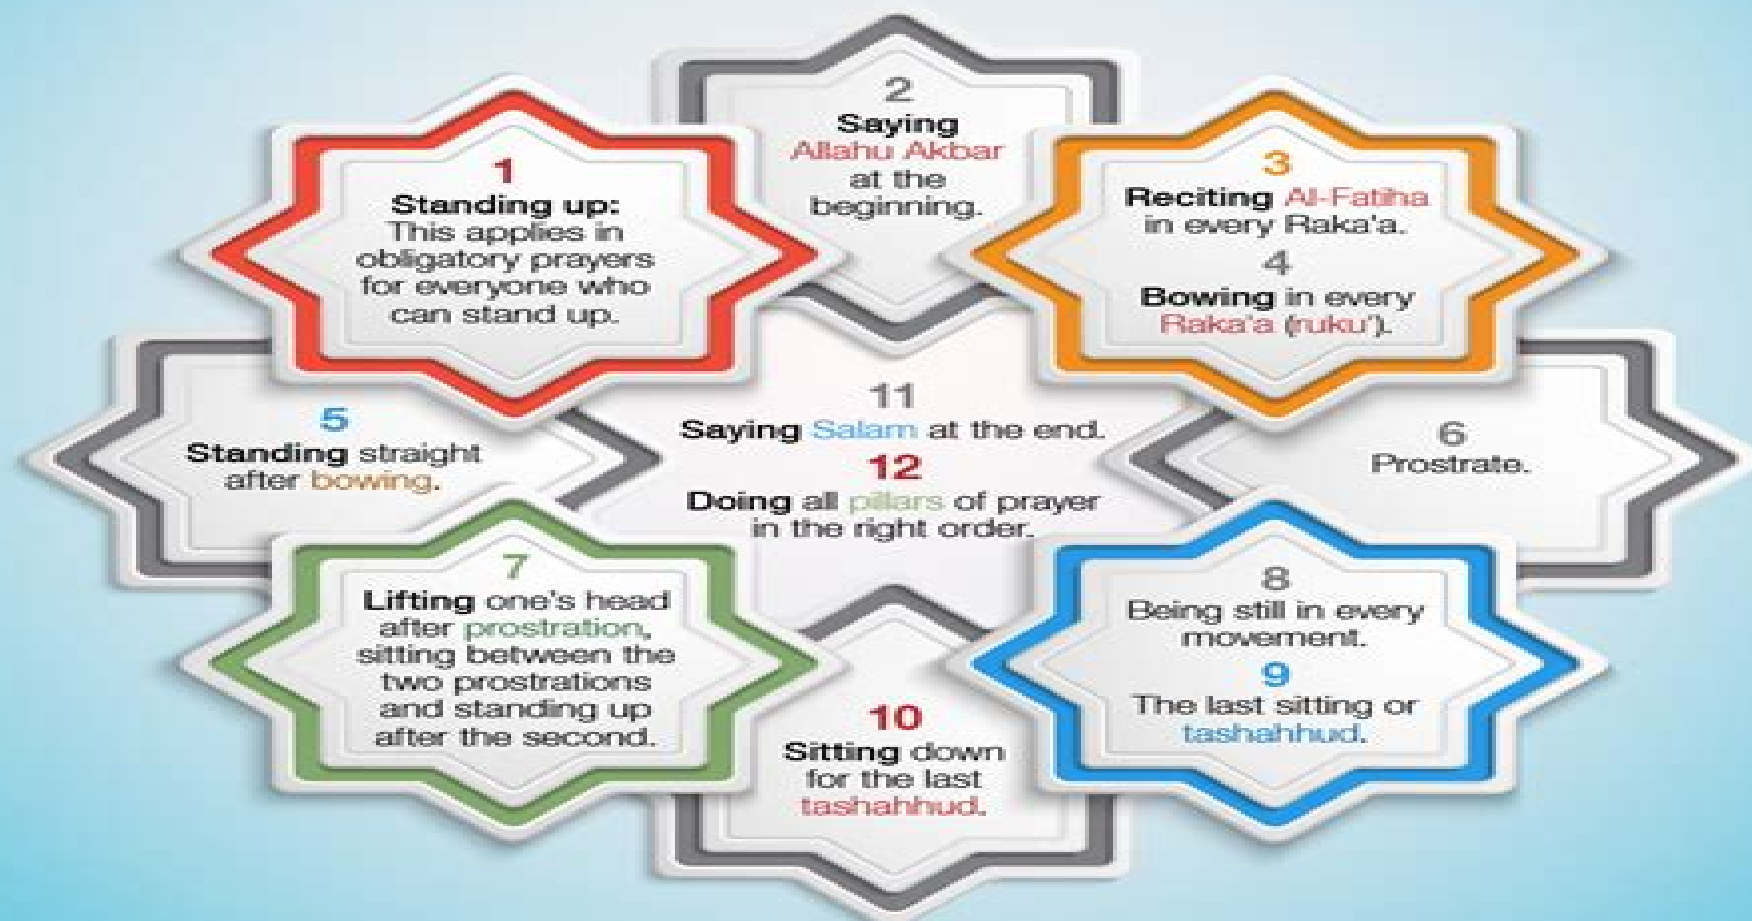 1
Standing up:
This applies in
obligatory prayers
for everyone who
can stand up.
2
Saying
Allahu Akbar
at the
beginning.
3
Reciting Al-Fatiha
in every Raka'a.
4
Bowing in every
Raka'a (ruku').
5
Standing straight
after bowing.
6
Prostrate.
7
Lifting one's head
after prostration,
sitting between the
two prostrations
and standing up
after the second.
8
Being still in every
movement.
9
The last sitting or
tashahhud.
10
Sitting down
for the last
tashahhud.
11
Saying Salam at the end.
12
Doing all pillars of prayer
in the right order.